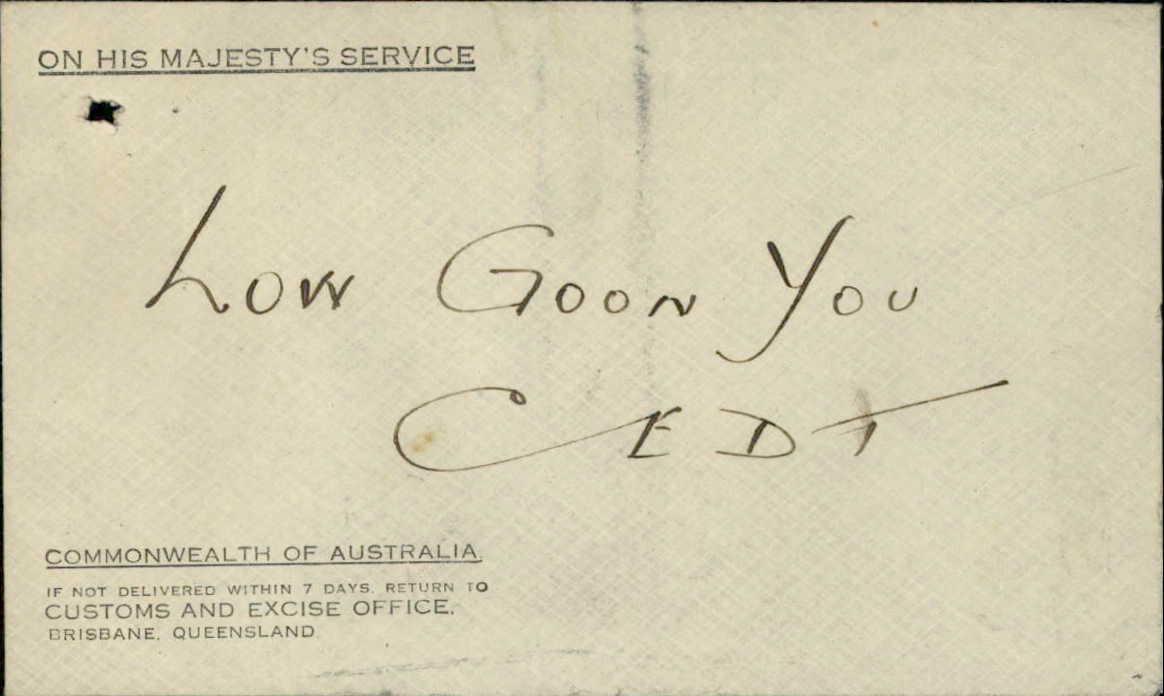 ON HIS MAJESTY'S SERVICE
Low Goon You
CEDT
COMMONWEALTH OF AUSTRALIA.
IF NOT DELIVERED WITHIN 7 DAYS. RETURN TO
CUSTOMS AND EXCISE OFFICE.
BRISBANE. QUEENSLAND